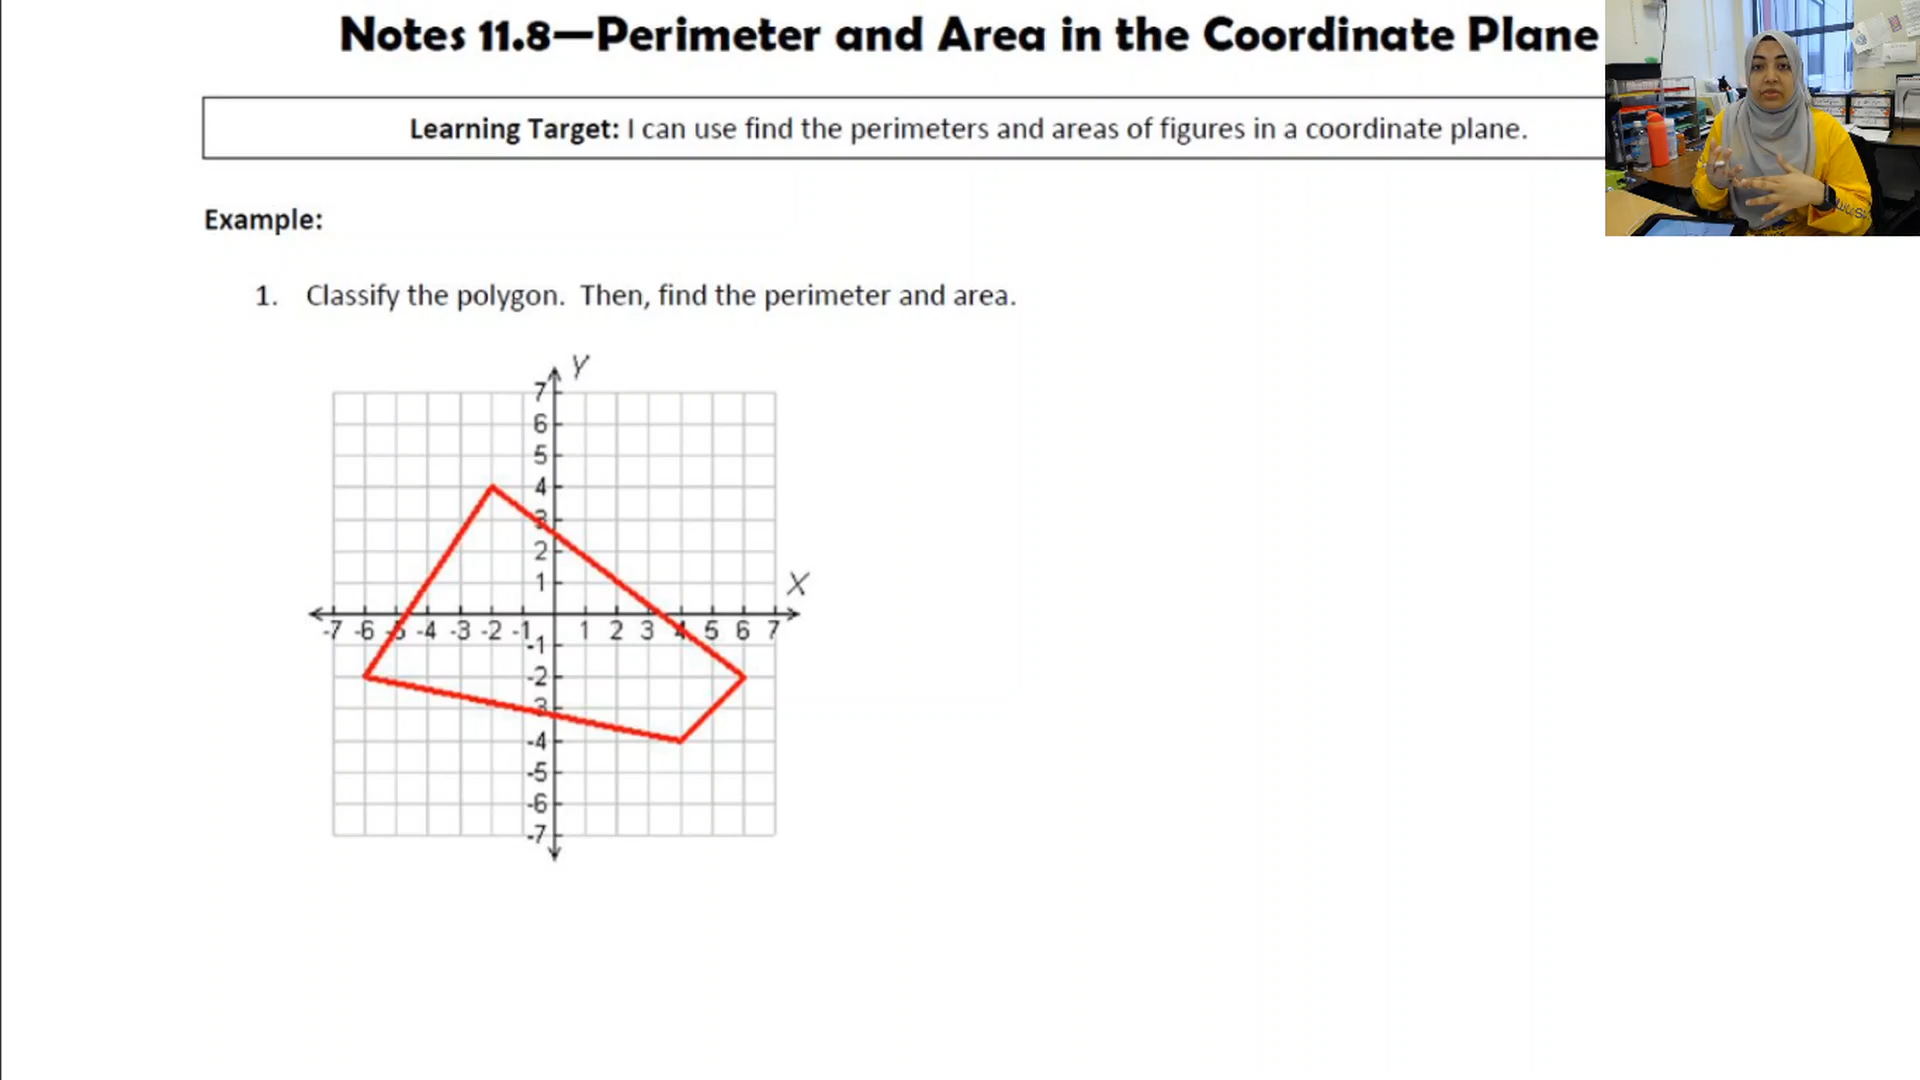 Notes 11.8—Perimeter and Area in the Coordinate Plane
Learning Target: I can use find the perimeters and areas of figures in a coordinate plane.
Example:
1. Classify the polygon. Then, find the perimeter and area.
Y
7
6
5
4
3
2
1
X
-7 -6 -5 -4 -3 -2 -1 1 2 3 4 5 6 7
-1
-2
-3
-4
-5
-6
-7